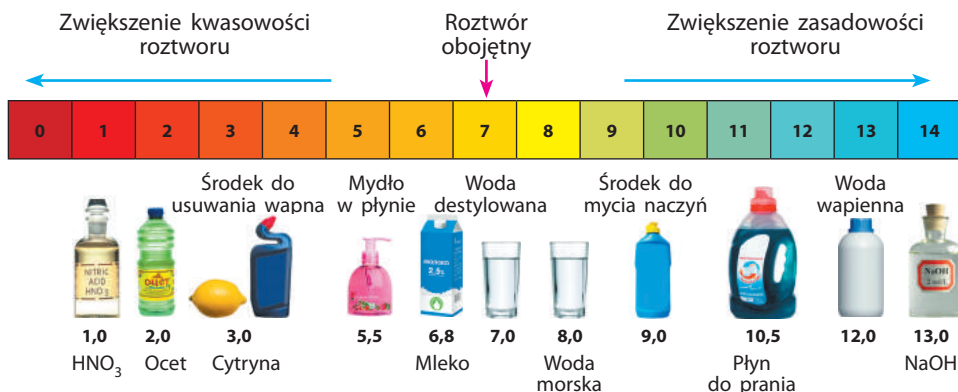 Zwiększenie kwasowości
roztworu
Roztwór
obojętny
Zwiększenie zasadowości
roztworu
0 1 2 3 4 5 6 7 8 9 10 11 12 13 14
Środek do
usuwania wapna
Mydło
w płynie
Woda
destylowana
Środek do
mycia naczyń
Woda
wapienna
NITRIC
ACID
HNO3
OЦЕТ
2,5%
NaOH
1,0 2,0 3,0 5,5 6,8 7,0 8,0 9,0 10,5 12,0 13,0
HNO₃ Ocet Cytryna Mleko Woda
morska
Płyn
do prania
NaOH